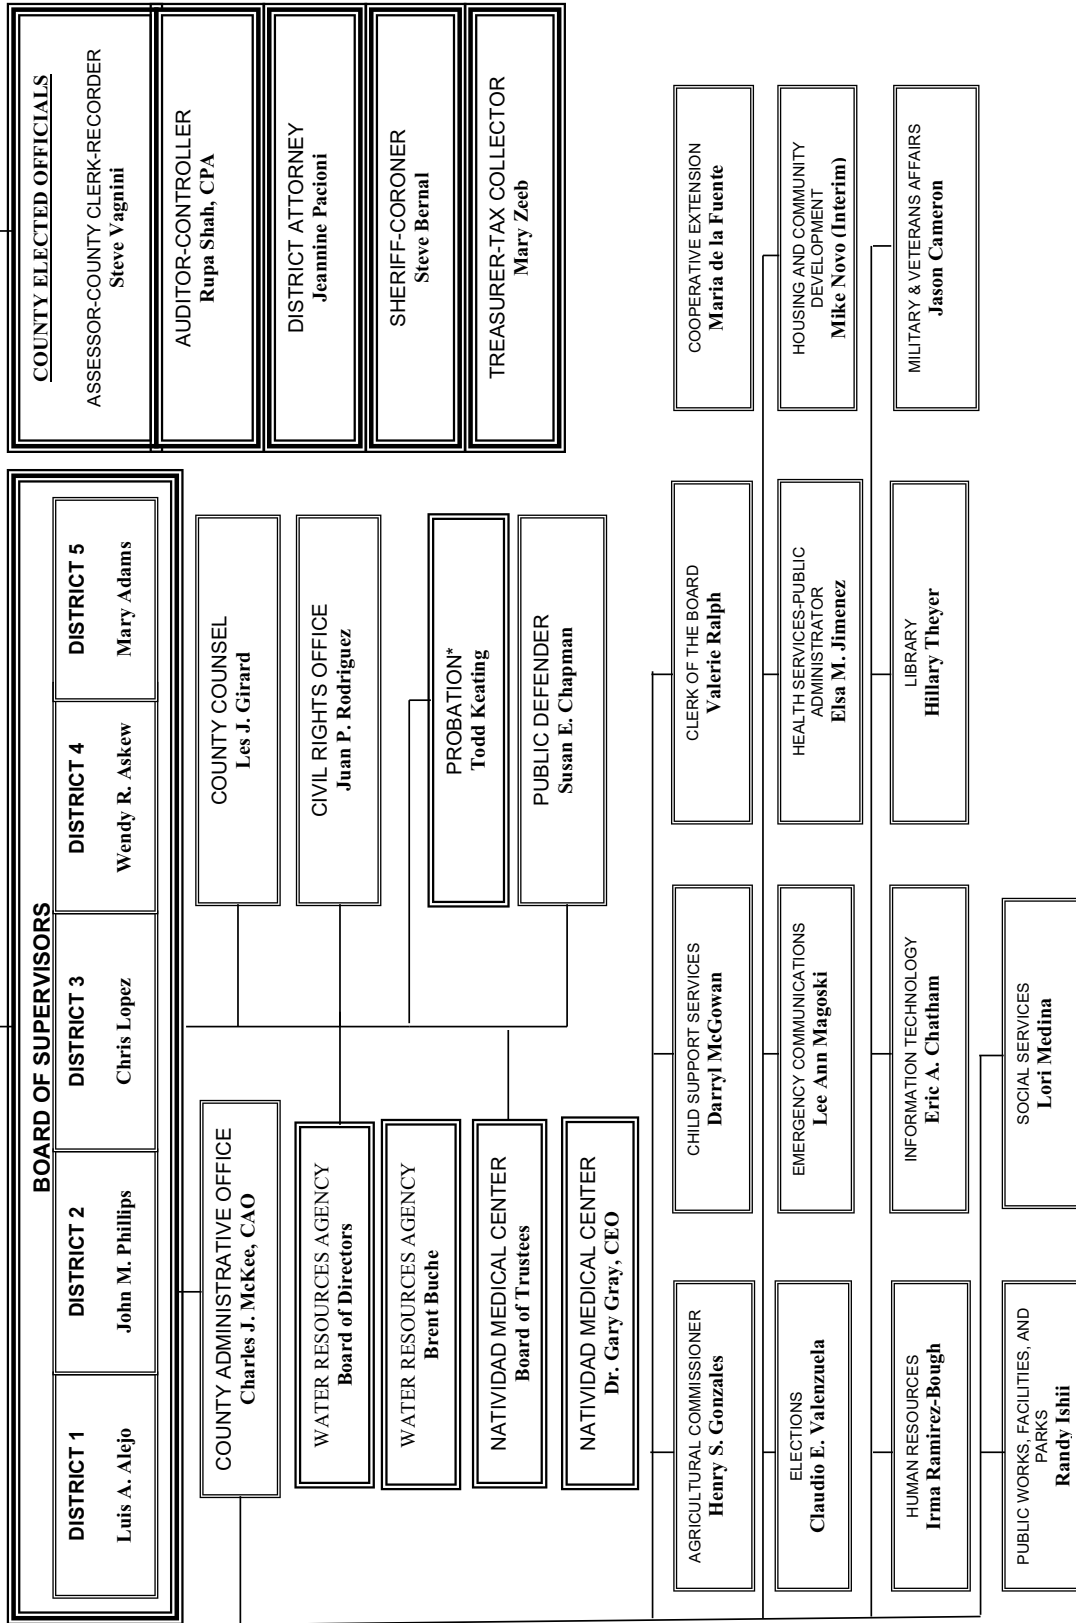 BOARD OF SUPERVISORS
DISTRICT 1
Luis A. Alejo
DISTRICT 2
John M. Phillips
DISTRICT 3
Chris Lopez
DISTRICT 4
Wendy R. Askew
DISTRICT 5
Mary Adams
COUNTY ELECTED OFFICIALS
ASSESSOR-COUNTY CLERK-RECORDER
Steve Vagnini
AUDITOR-CONTROLLER
Rupa Shah, CPA
DISTRICT ATTORNEY
Jeannine Pacioni
SHERIFF-CORONER
Steve Bernal
TREASURER-TAX COLLECTOR
Mary Zeeb
COUNTY ADMINISTRATIVE OFFICE
Charles J. McKee, CAO
COUNTY COUNSEL
Les J. Girard
WATER RESOURCES AGENCY
Board of Directors
CIVIL RIGHTS OFFICE
Juan P. Rodriguez
WATER RESOURCES AGENCY
Brent Buche
PROBATION*
Todd Keating
NATIVIDAD MEDICAL CENTER
Board of Trustees
PUBLIC DEFENDER
Susan E. Chapman
NATIVIDAD MEDICAL CENTER
Dr. Gary Gray, CEO
AGRICULTURAL COMMISSIONER
Henry S. Gonzales
CHILD SUPPORT SERVICES
Darryl McGowan
CLERK OF THE BOARD
Valerie Ralph
COOPERATIVE EXTENSION
Maria de la Fuente
ELECTIONS
Claudio E. Valenzuela
EMERGENCY COMMUNICATIONS
Lee Ann Magoski
HEALTH SERVICES-PUBLIC
ADMINISTRATOR
Elsa M. Jimenez
HOUSING AND COMMUNITY
DEVELOPMENT
Mike Novo (Interim)
HUMAN RESOURCES
Irma Ramirez-Bough
INFORMATION TECHNOLOGY
Eric A. Chatham
LIBRARY
Hillary Theyer
MILITARY & VETERANS AFFAIRS
Jason Cameron
PUBLIC WORKS, FACILITIES, AND
PARKS
Randy Ishii
SOCIAL SERVICES
Lori Medina